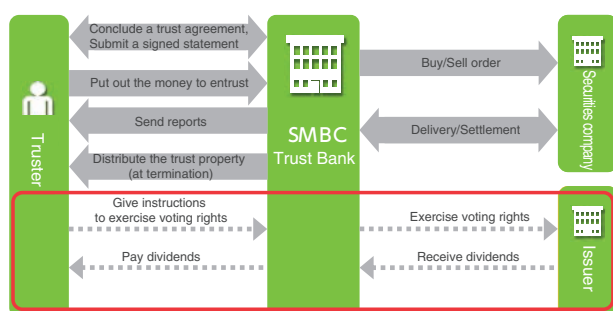 Conclude a trust agreement,
Submit a signed statement
Put out the money to entrust
Send reports
Distribute the trust property
(at termination)
Give instructions
to exercise voting rights
Pay dividends
Truster
SMBC
Trust Bank
Buy/Sell order
Delivery/Settlement
Exercise voting rights
Receive dividends
Securities company
Issuer